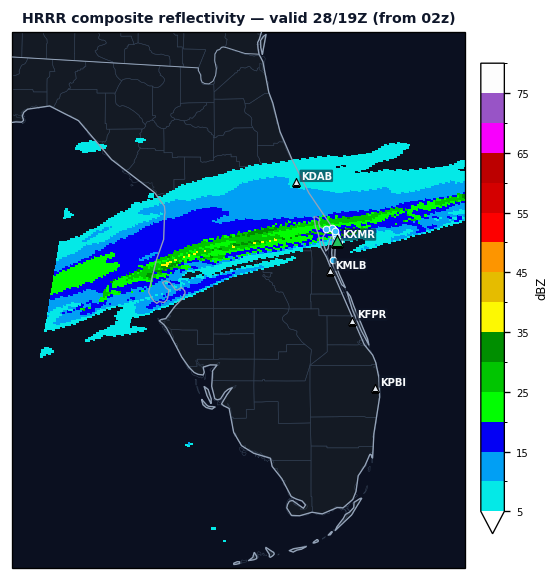 HRRR composite reflectivity — valid 28/19Z (from 02z)
KDAB
KXMR
KMLB
KFPR
KPBI
75
65
55
45
35
25
15
5
dBZ